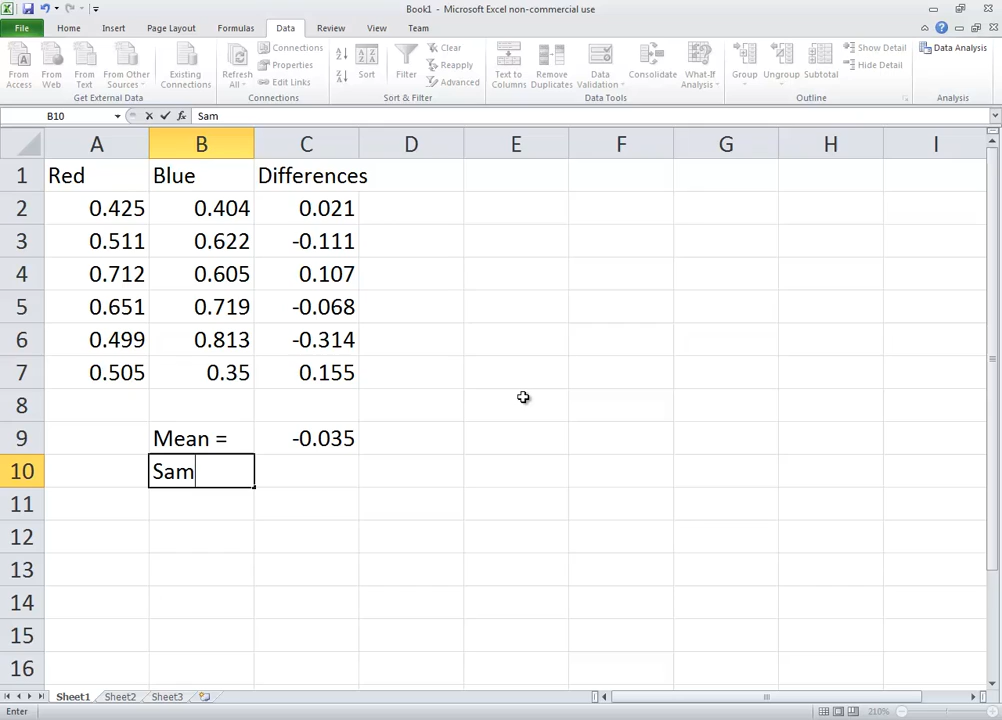 Book1 - Microsoft Excel non-commercial use
File Home Insert Page Layout Formulas Data Review View Team
From Access From Web From Text From Other Sources Existing Connections Refresh All Connections Properties Edit Links Sort Filter Clear Reapply Advanced Text to Columns Remove Duplicates Data Validation Consolidate What-If Analysis Group Ungroup Subtotal Show Detail Hide Detail Data Analysis
Get External Data Connections Sort & Filter Data Tools Outline Analysis
B10 fx Sam
A B C D E F G H I
1 Red Blue Differences
2 0.425 0.404 0.021
3 0.511 0.622 -0.111
4 0.712 0.605 0.107
5 0.651 0.719 -0.068
6 0.499 0.813 -0.314
7 0.505 0.35 0.155
8
9 Mean = -0.035
10 Sam
11
12
13
14
15
16
Sheet1 Sheet2 Sheet3
Enter 210%